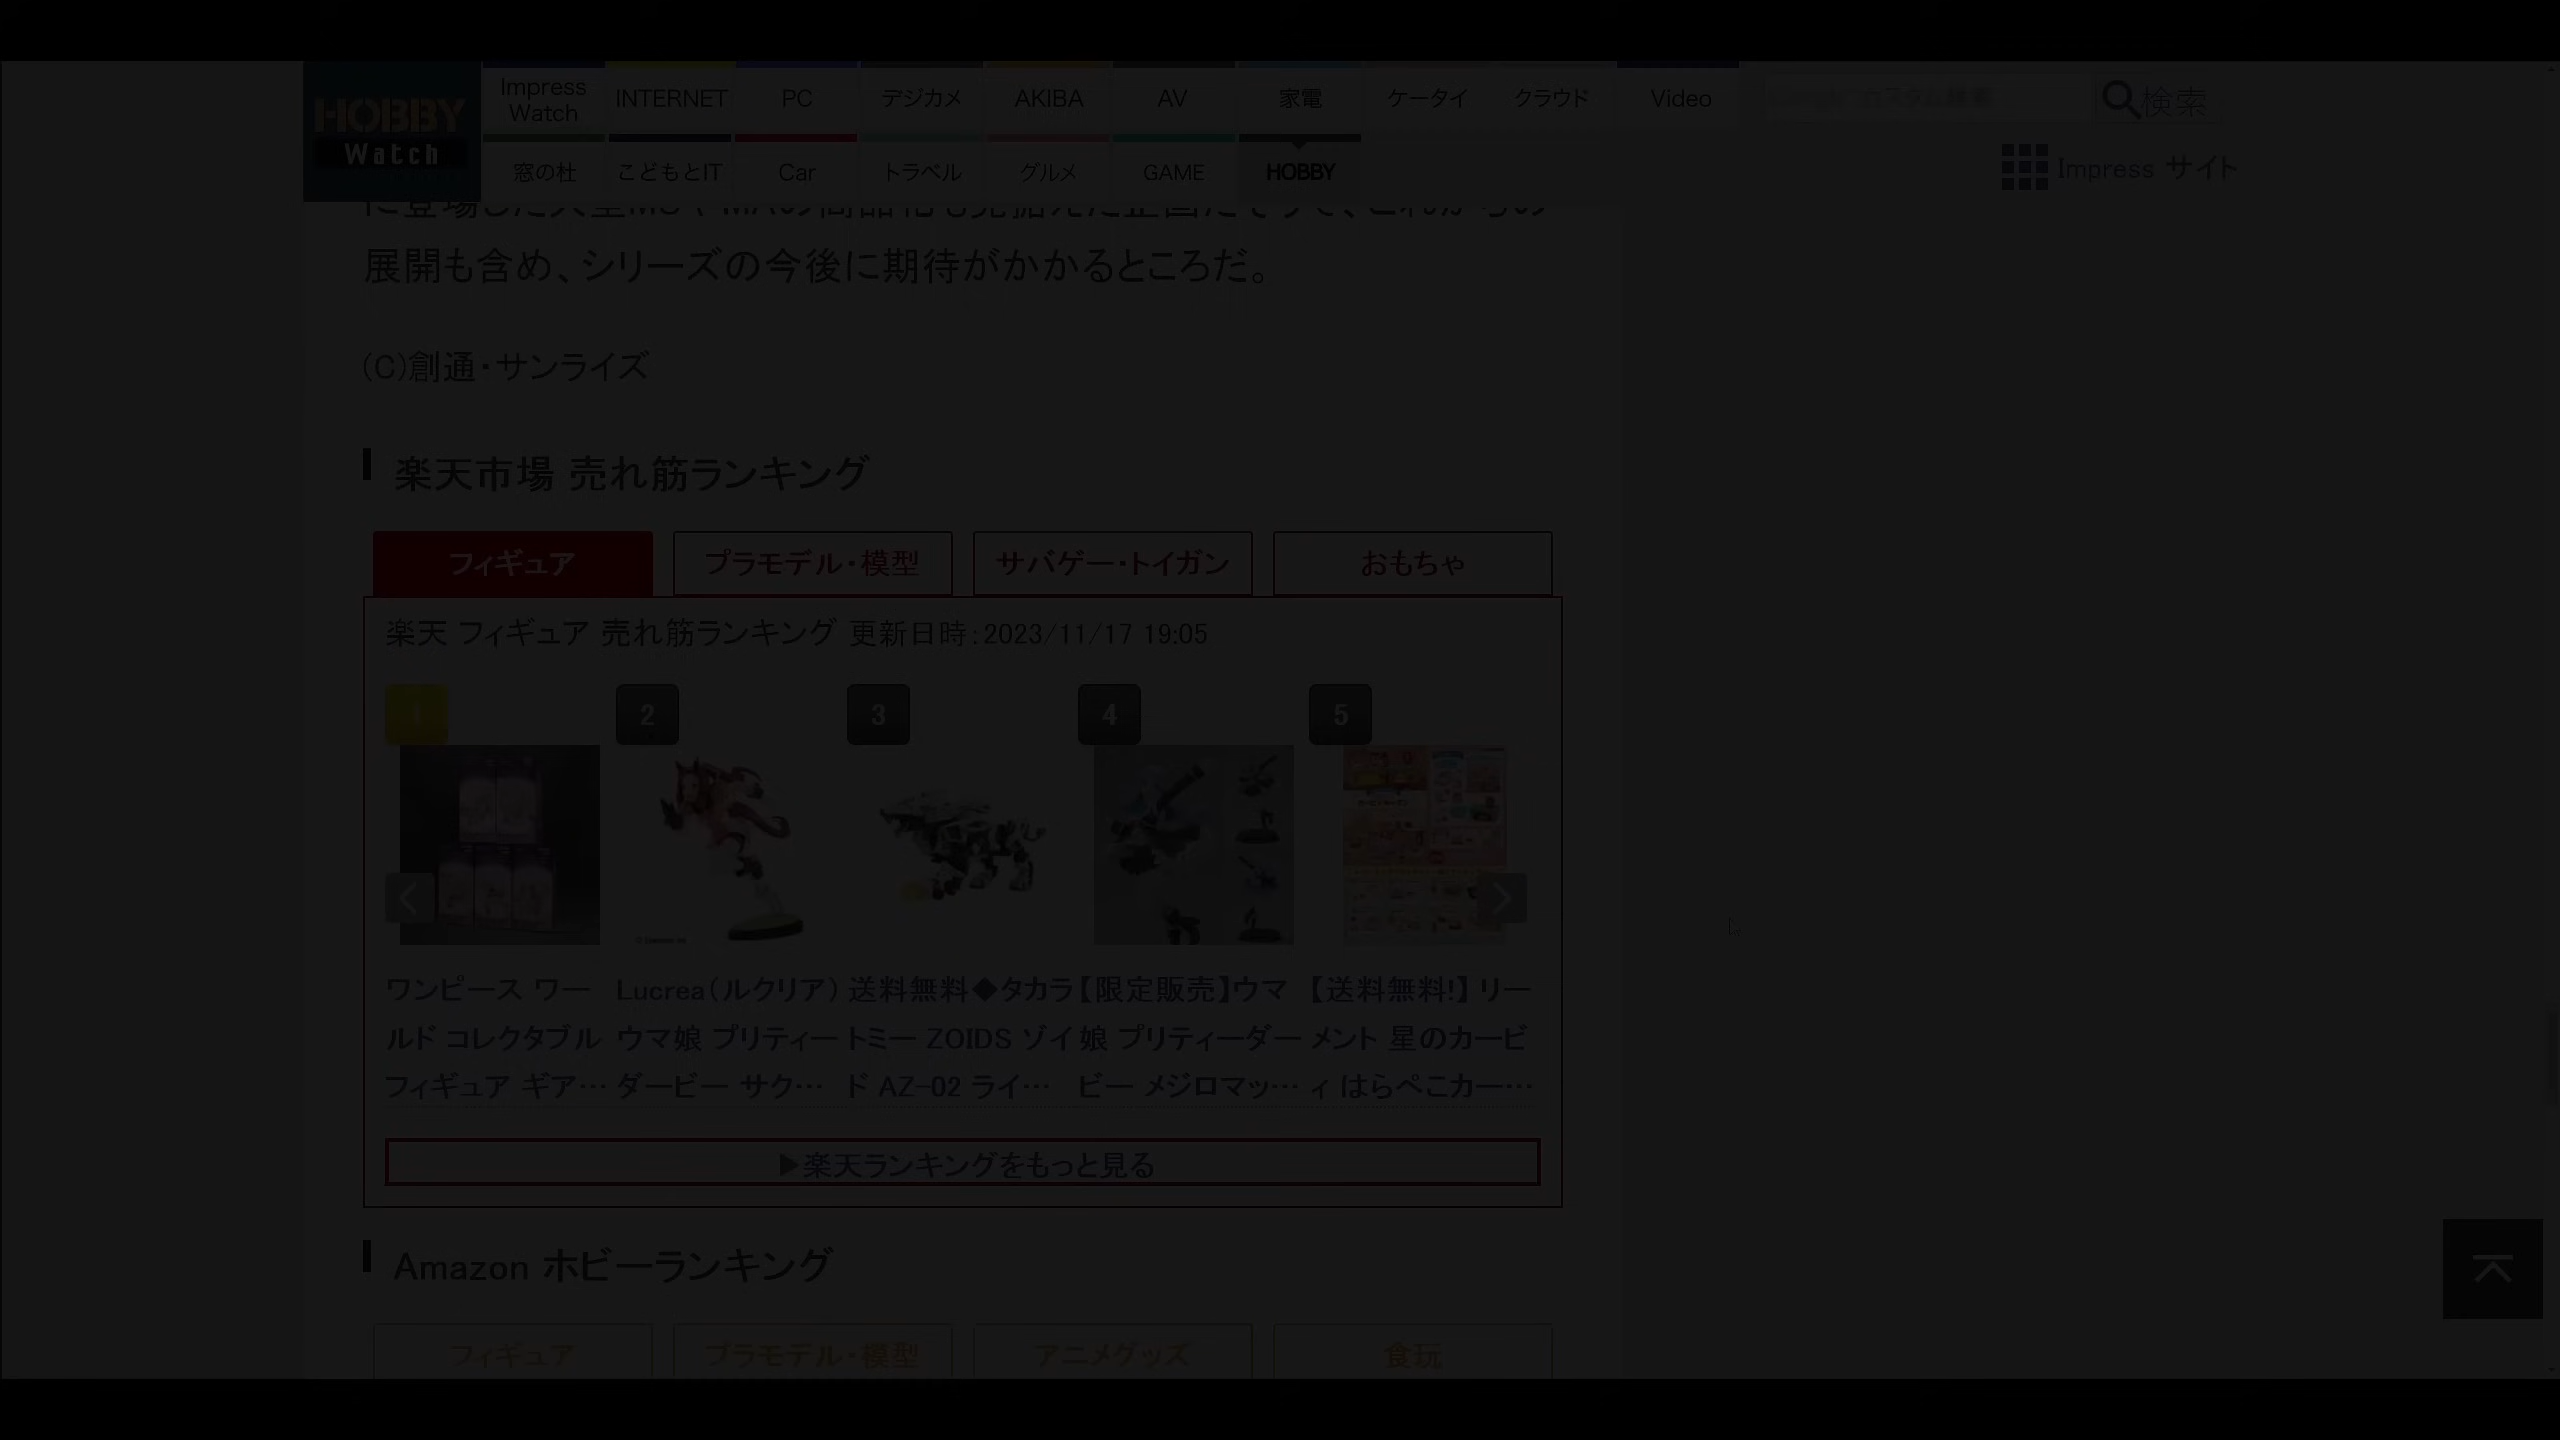 HOBBY
Watch
Impress
Watch
INTERNET
PC
デジカメ
AKIBA
AV
家電
ケータイ
クラウド
Video
検索
窓の杜
こどもとIT
Car
トラベル
グルメ
GAME
HOBBY
Impress サイト
展開も含め、シリーズの今後に期待がかかるところだ。
(C)創通・サンライズ
楽天市場 売れ筋ランキング
フィギュア
プラモデル・模型
サバゲー・トイガン
おもちゃ
楽天 フィギュア 売れ筋ランキング 更新日時：2023/11/17 19:05
1
2
3
4
5
ワンピース ワー
ルド コレクタブル
フィギュア ギア…
Lucrea（ルクリア）
ウマ娘 プリティー
ダービー サク…
送料無料◆タカラ
トミー ZOIDS ゾイ
ド AZ-02 ライ…
【限定販売】ウマ
娘 プリティーダー
ビー メジロマッ…
【送料無料!】 リー
メント 星のカービ
ィ はらぺこカー…
▶楽天ランキングをもっと見る
Amazon ホビーランキング
フィギュア
プラモデル・模型
アニメグッズ
食玩